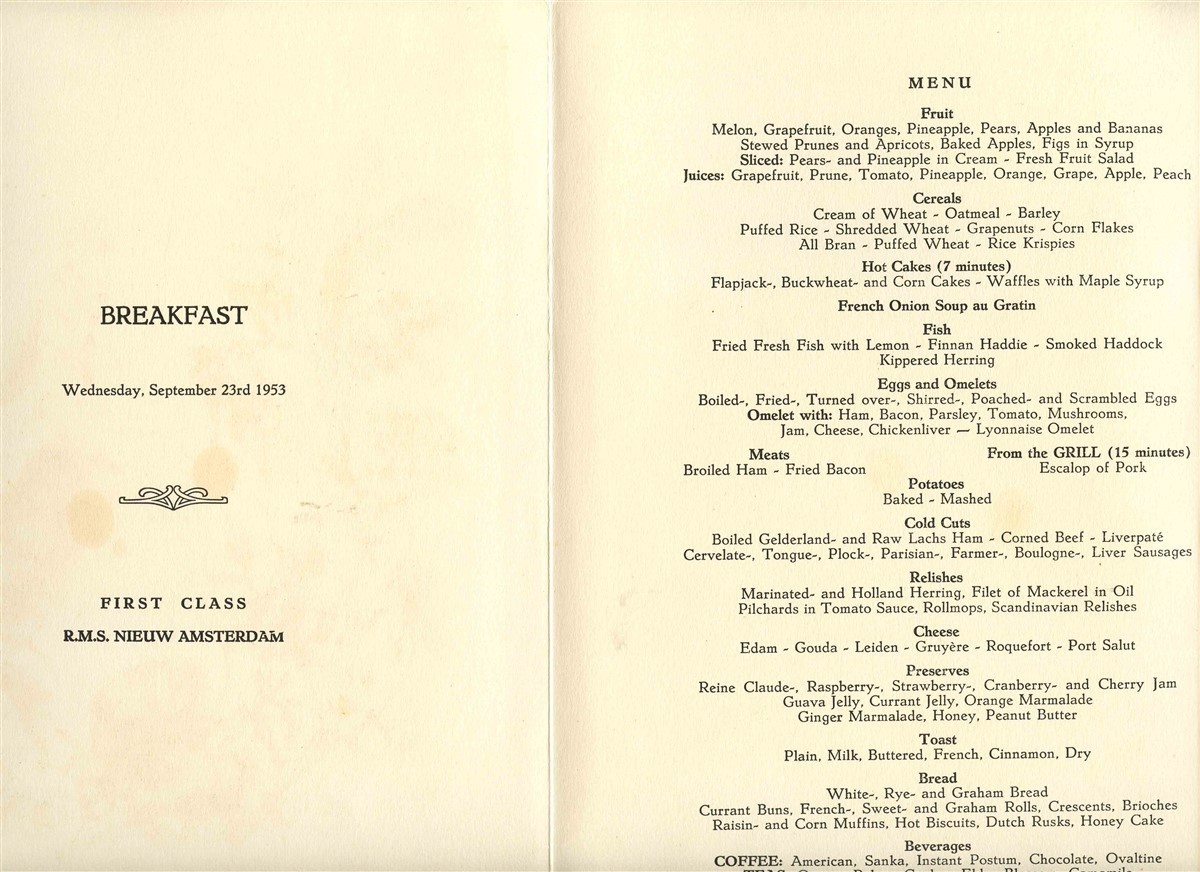 BREAKFAST
Wednesday, September 23rd 1953
FIRST CLASS
R.M.S. NIEUW AMSTERDAM
MENU
Fruit
Melon, Grapefruit, Oranges, Pineapple, Pears, Apples and Bananas
Stewed Prunes and Apricots, Baked Apples, Figs in Syrup
Sliced: Pears- and Pineapple in Cream - Fresh Fruit Salad
Juices: Grapefruit, Prune, Tomato, Pineapple, Orange, Grape, Apple, Peach
Cereals
Cream of Wheat - Oatmeal - Barley
Puffed Rice - Shredded Wheat - Grapenuts - Corn Flakes
All Bran - Puffed Wheat - Rice Krispies
Hot Cakes (7 minutes)
Flapjack-, Buckwheat- and Corn Cakes - Waffles with Maple Syrup
French Onion Soup au Gratin
Fish
Fried Fresh Fish with Lemon - Finnan Haddie - Smoked Haddock
Kippered Herring
Eggs and Omelets
Boiled-, Fried-, Turned over-, Shirred-, Poached- and Scrambled Eggs
Omelet with: Ham, Bacon, Parsley, Tomato, Mushrooms,
Jam, Cheese, Chickenliver — Lyonnaise Omelet
Meats
Broiled Ham - Fried Bacon
From the GRILL (15 minutes)
Escalop of Pork
Potatoes
Baked - Mashed
Cold Cuts
Boiled Gelderland- and Raw Lachs Ham - Corned Beef - Liverpaté
Cervelate-, Tongue-, Plock-, Parisian-, Farmer-, Boulogne-, Liver Sausages
Relishes
Marinated- and Holland Herring, Filet of Mackerel in Oil
Pilchards in Tomato Sauce, Rollmops, Scandinavian Relishes
Cheese
Edam - Gouda - Leiden - Gruyère - Roquefort - Port Salut
Preserves
Reine Claude-, Raspberry-, Strawberry-, Cranberry- and Cherry Jam
Guava Jelly, Currant Jelly, Orange Marmalade
Ginger Marmalade, Honey, Peanut Butter
Toast
Plain, Milk, Buttered, French, Cinnamon, Dry
Bread
White-, Rye- and Graham Bread
Currant Buns, French-, Sweet- and Graham Rolls, Crescents, Brioches
Raisin- and Corn Muffins, Hot Biscuits, Dutch Rusks, Honey Cake
Beverages
COFFEE: American, Sanka, Instant Postum, Chocolate, Ovaltine